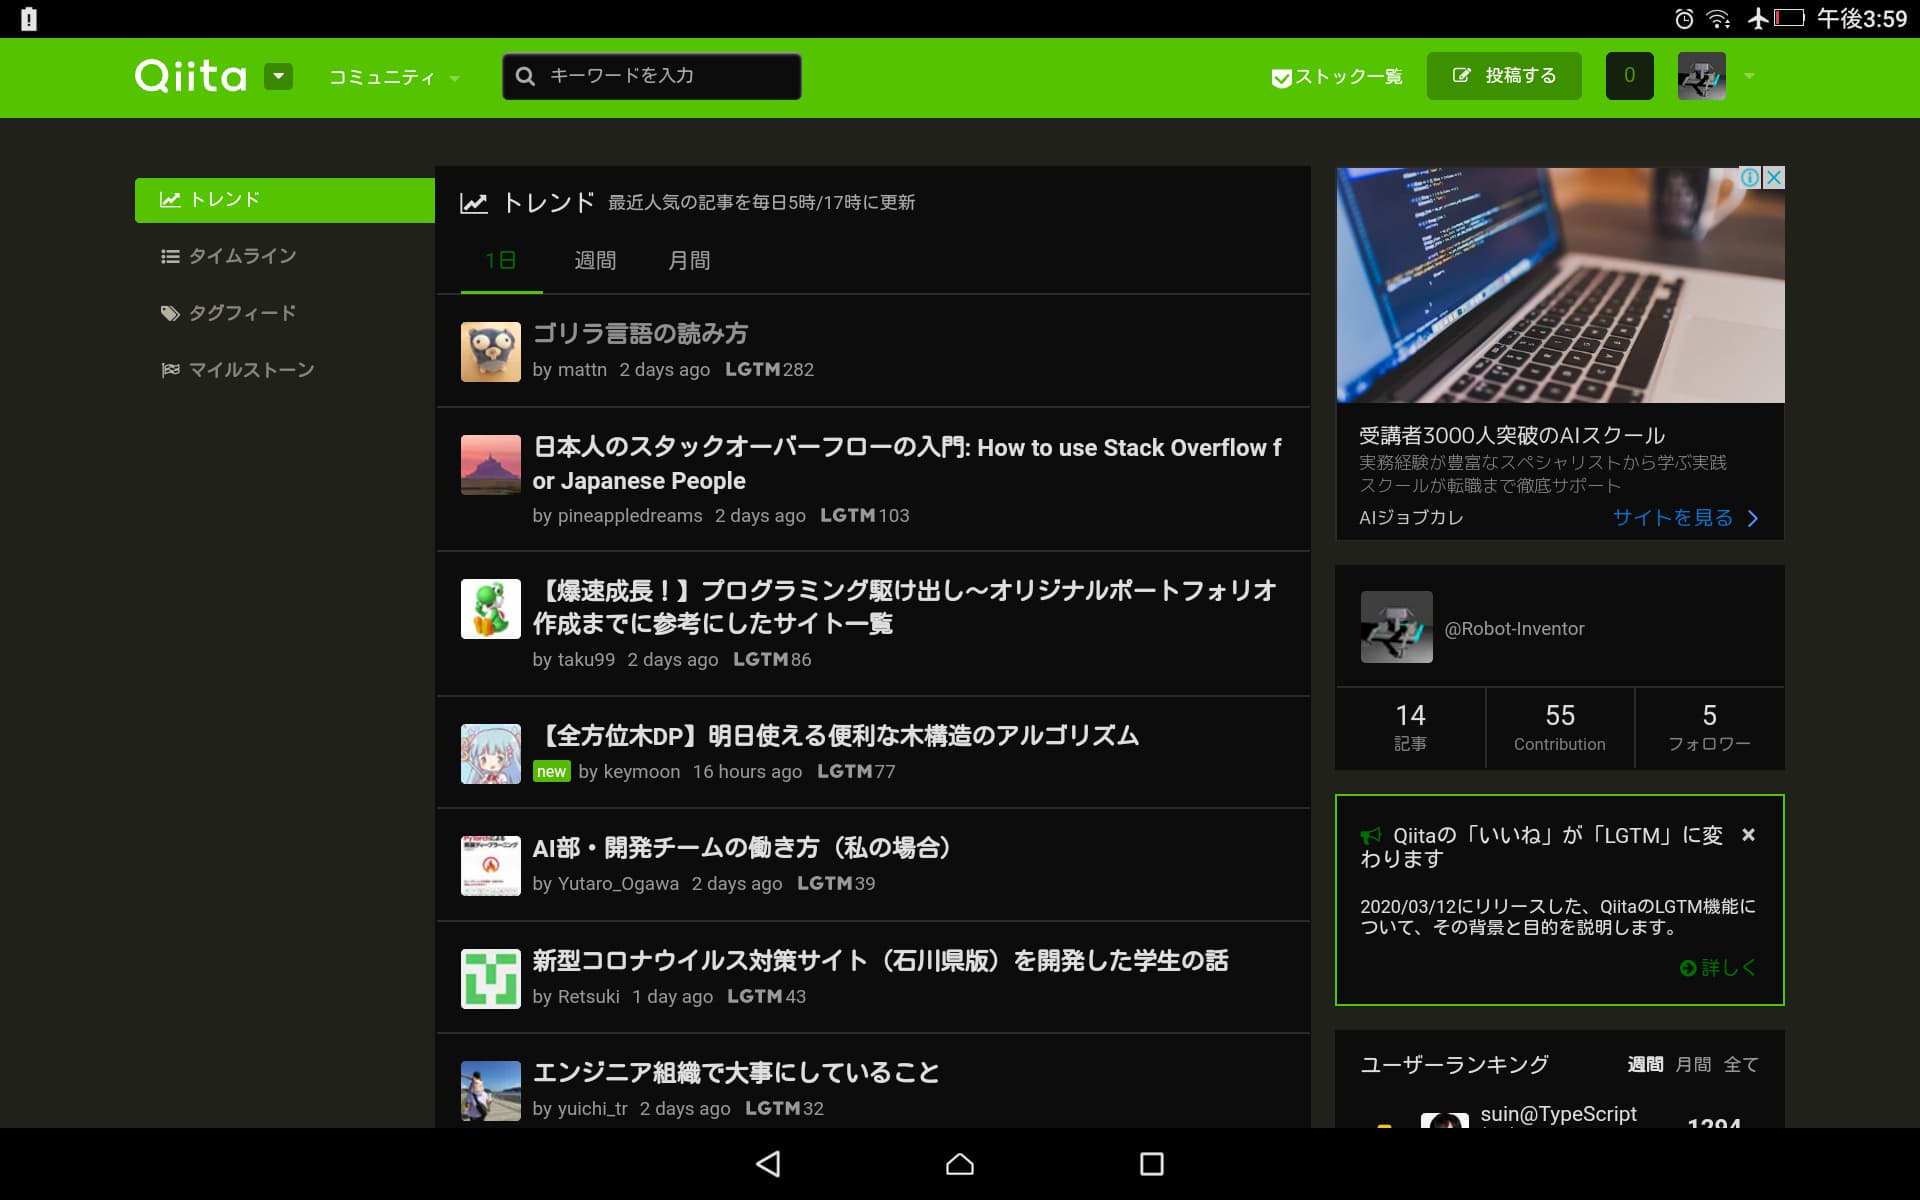 午後3:59
Qiita
コミュニティ
キーワードを入力
ストック一覧
投稿する
0
トレンド
タイムライン
タグフィード
マイルストーン
トレンド 最近人気の記事を毎日5時/17時に更新
1日 週間 月間
ゴリラ言語の読み方
by mattn 2 days ago LGTM 282
日本人のスタックオーバーフローの入門: How to use Stack Overflow f
or Japanese People
by pineappledreams 2 days ago LGTM 103
【爆速成長！】プログラミング駆け出し〜オリジナルポートフォリオ
作成までに参考にしたサイト一覧
by taku99 2 days ago LGTM 86
【全方位木DP】明日使える便利な木構造のアルゴリズム
new by keymoon 16 hours ago LGTM 77
AI部・開発チームの働き方（私の場合）
by Yutaro_Ogawa 2 days ago LGTM 39
新型コロナウイルス対策サイト（石川県版）を開発した学生の話
by Retsuki 1 day ago LGTM 43
エンジニア組織で大事にしていること
by yuichi_tr 2 days ago LGTM 32
受講者3000人突破のAIスクール
実務経験が豊富なスペシャリストから学ぶ実践
スクールが転職まで徹底サポート
AIジョブカレ
サイトを見る
@Robot-Inventor
14 55 5
記事 Contribution フォロワー
Qiitaの「いいね」が「LGTM」に変
わります
2020/03/12にリリースした、QiitaのLGTM機能に
ついて、その背景と目的を説明します。
詳しく
ユーザーランキング 週間 月間 全て
suin@TypeScript
1294